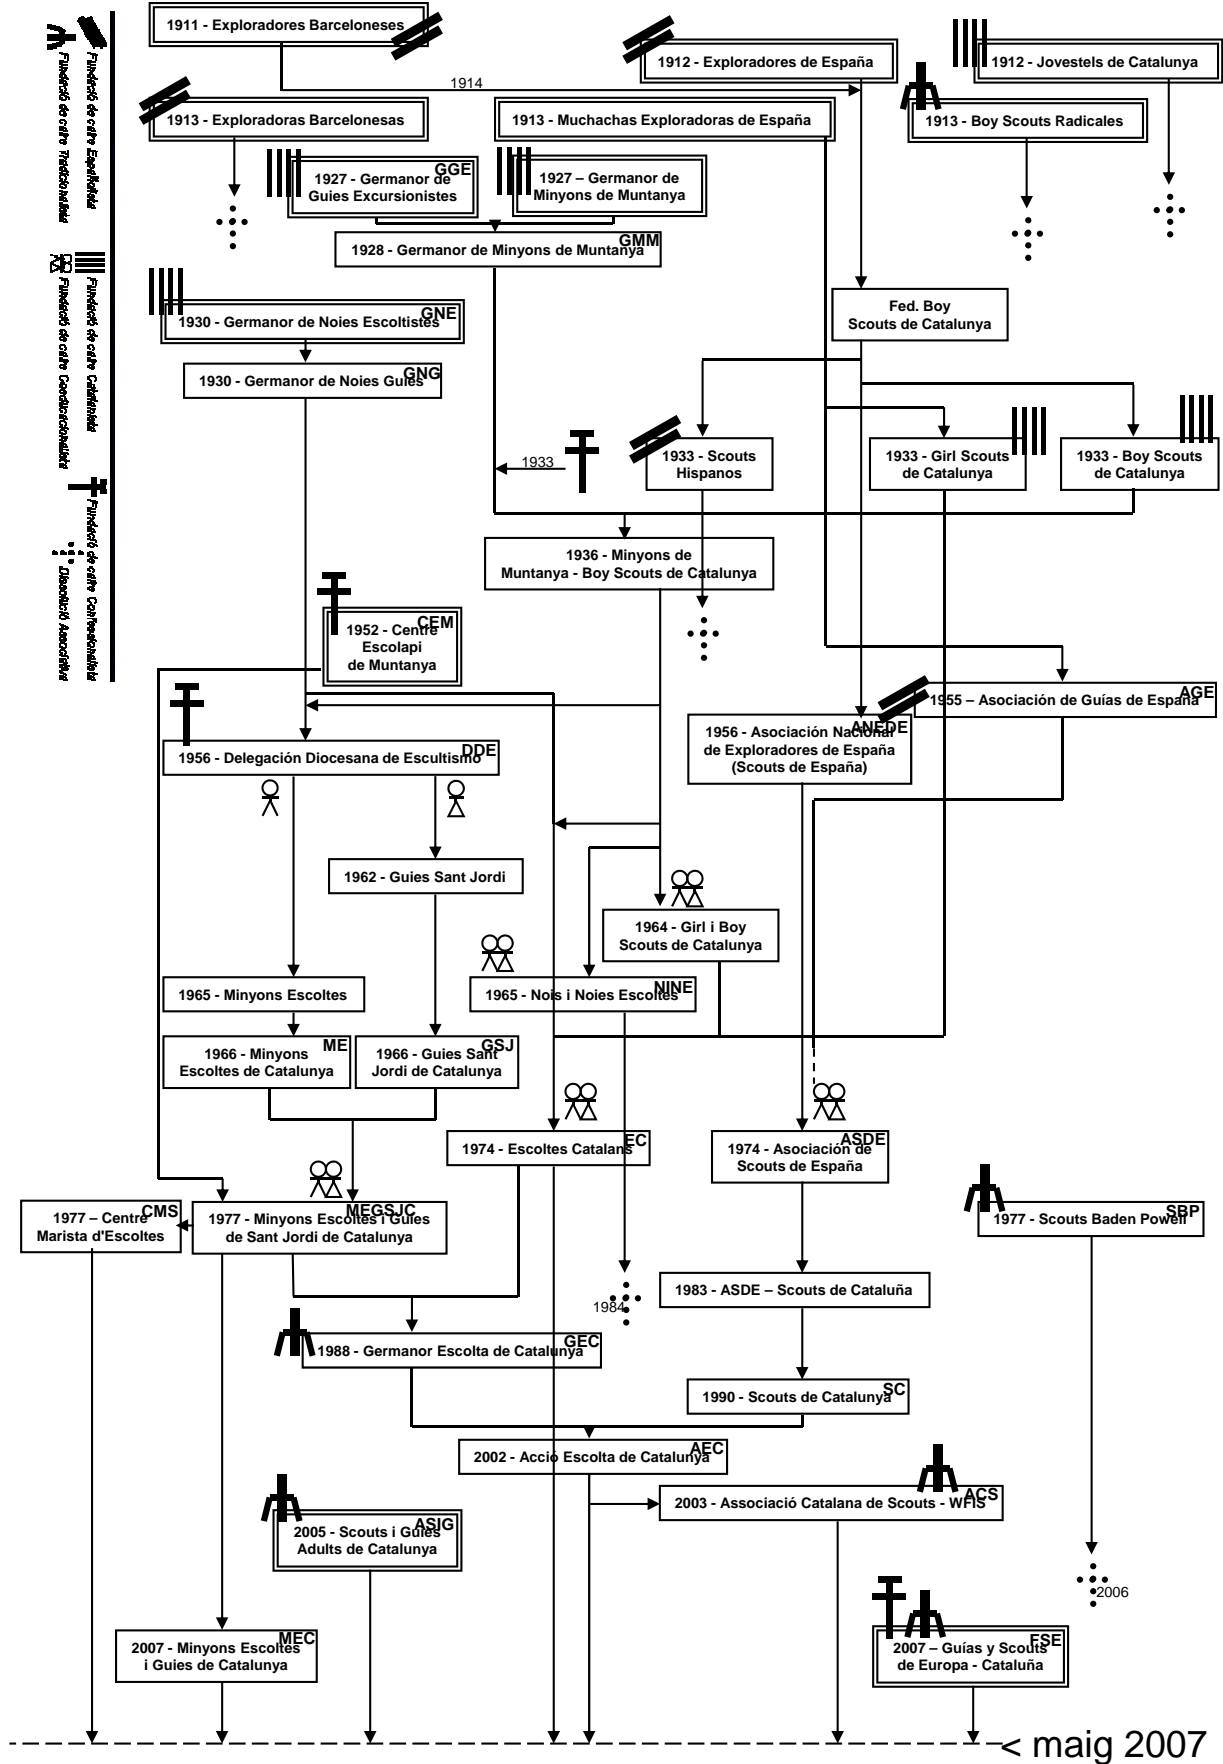 1911 - Exploradores Barceloneses
1912 - Exploradores de España
1912 - Jovestels de Catalunya
1914
1913 - Exploradoras Barcelonesas
1913 - Muchachas Exploradoras de España
1913 - Boy Scouts Radicales
Fundació de caire Españolista
Fundació de caire Tradicionalista
Fundació de caire Catalanista
Fundació de caire Coeducacionalista
Fundació de caire Confessionalista
Dissolució Associativa
GGE
1927 - Germanor de
Guies Excursionistes
1927 – Germanor de
Minyons de Muntanya
GMM
1928 - Germanor de Minyons de Muntanya
GNE
1930 - Germanor de Noies Escoltistes
Fed. Boy
Scouts de Catalunya
GNG
1930 - Germanor de Noies Guies
1933
1933 - Scouts
Hispanos
1933 - Girl Scouts
de Catalunya
1933 - Boy Scouts
de Catalunya
1936 - Minyons de
Muntanya - Boy Scouts de Catalunya
CEM
1952 - Centre
Escolapi
de Muntanya
AGE
1955 – Asociación de Guías de España
DDE
1956 - Delegación Diocesana de Escultismo
ANEDE
1956 - Asociación Nacional
de Exploradores de España
(Scouts de España)
1962 - Guies Sant Jordi
1964 - Girl i Boy
Scouts de Catalunya
1965 - Minyons Escoltes
NINE
1965 - Nois i Noies Escoltes
ME
1966 - Minyons
Escoltes de Catalunya
GSJ
1966 - Guies Sant
Jordi de Catalunya
EC
1974 - Escoltes Catalans
ASDE
1974 - Asociación de
Scouts de España
CMS
1977 – Centre
Marista d'Escoltes
MEGSJC
1977 - Minyons Escoltes i Guies
de Sant Jordi de Catalunya
SBP
1977 - Scouts Baden Powell
1983 - ASDE – Scouts de Cataluña
1984
GEC
1988 - Germanor Escolta de Catalunya
SC
1990 - Scouts de Catalunya
AEC
2002 - Acció Escolta de Catalunya
ACS
2003 - Associació Catalana de Scouts - WFIS
ASIG
2005 - Scouts i Guies
Adults de Catalunya
2006
MEC
2007 - Minyons Escoltes
i Guies de Catalunya
FSE
2007 – Guías y Scouts
de Europa - Cataluña
< maig 2007